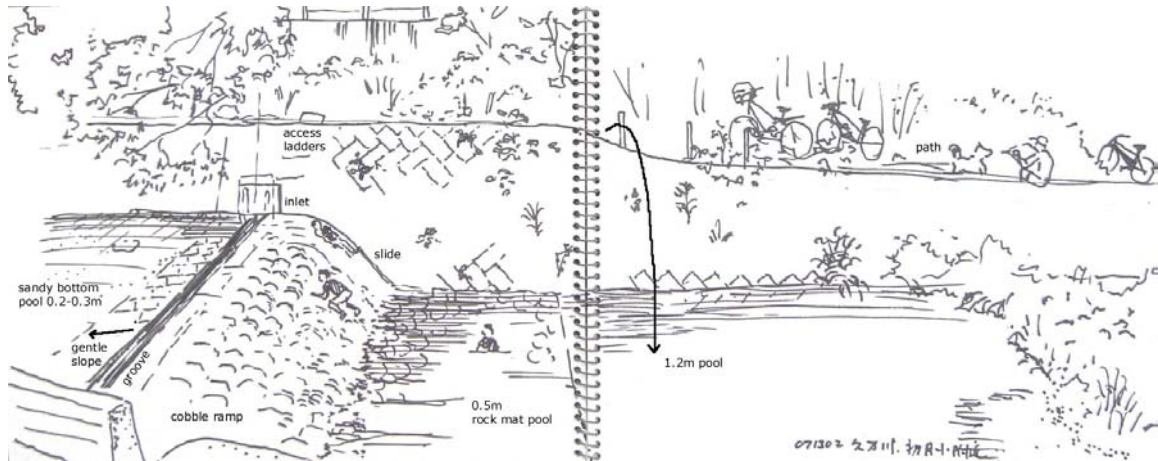 access
ladders
path
inlet
slide
sandy bottom
pool 0.2-0.3m
gentle
slope
groove
1.2m pool
0.5m
rock mat pool
cobble ramp
071302